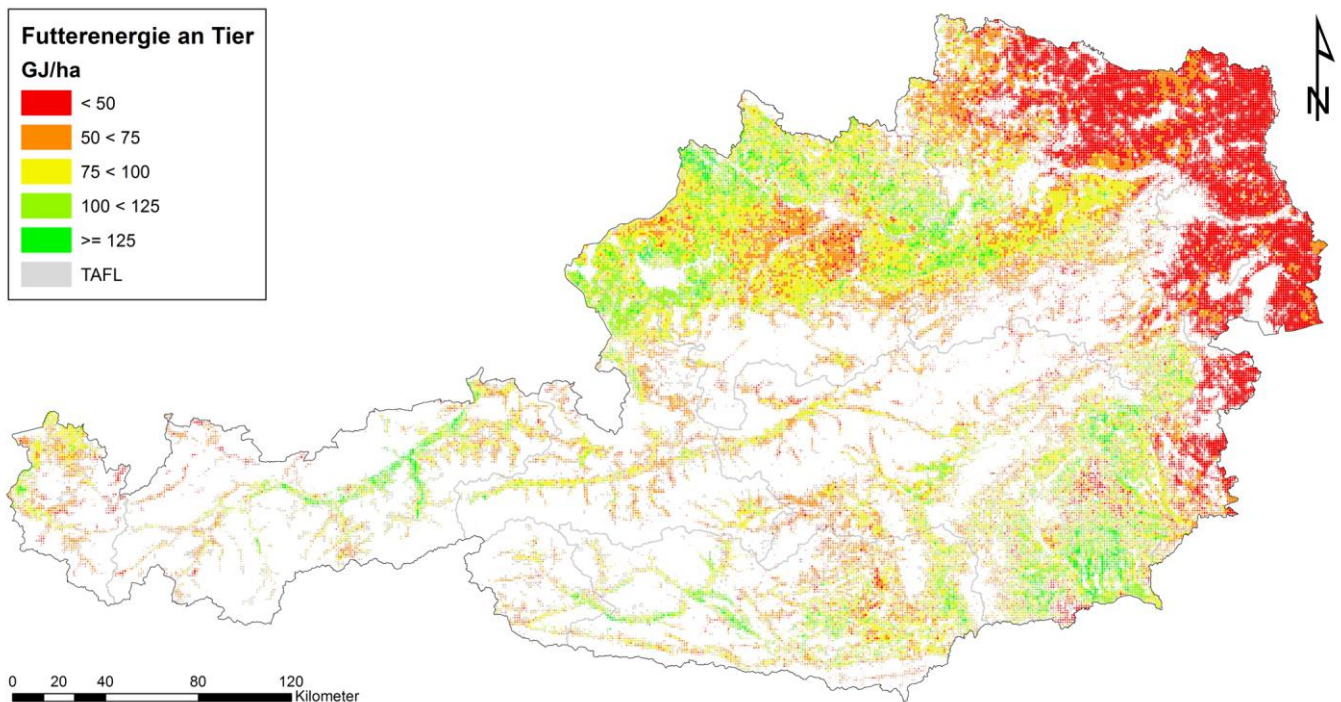 Futterenergie an Tier
GJ/ha
< 50
50 < 75
75 < 100
100 < 125
>= 125
TAFL
N
0 20 40 80 120
Kilometer